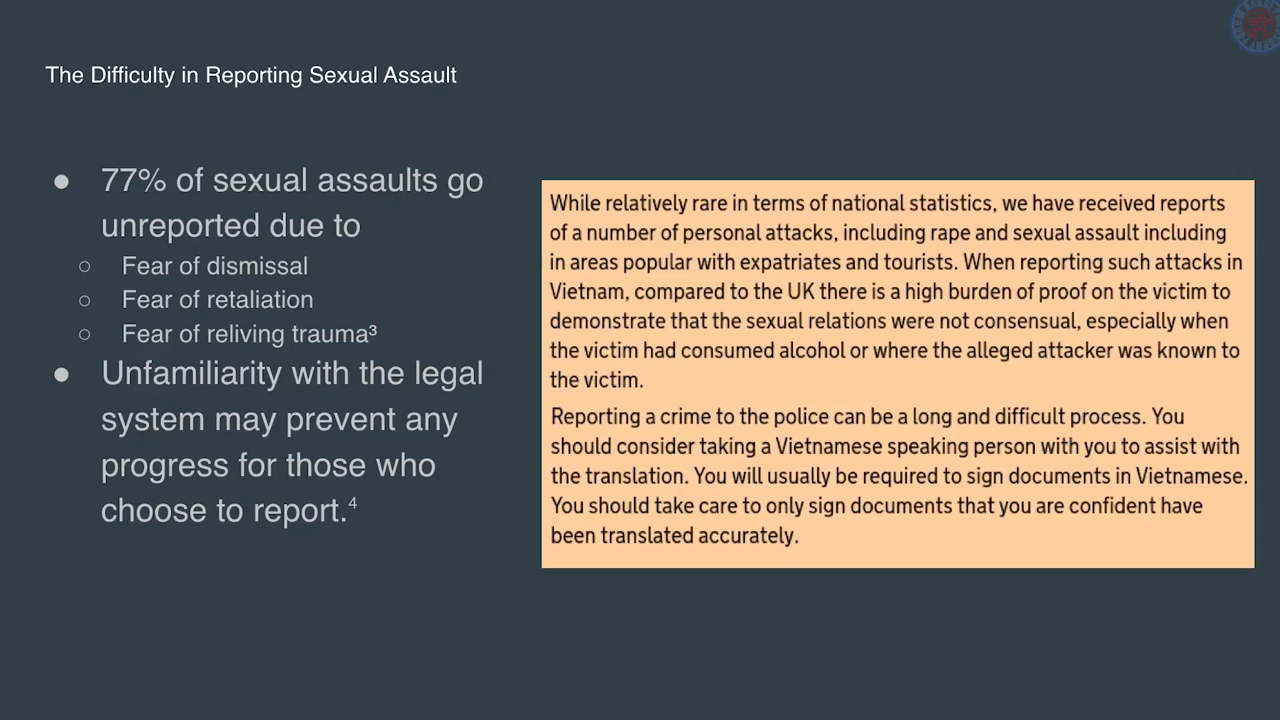 The Difficulty in Reporting Sexual Assault
● 77% of sexual assaults go
unreported due to
○ Fear of dismissal
○ Fear of retaliation
○ Fear of reliving trauma³
● Unfamiliarity with the legal
system may prevent any
progress for those who
choose to report.⁴
While relatively rare in terms of national statistics, we have received reports
of a number of personal attacks, including rape and sexual assault including
in areas popular with expatriates and tourists. When reporting such attacks in
Vietnam, compared to the UK there is a high burden of proof on the victim to
demonstrate that the sexual relations were not consensual, especially when
the victim had consumed alcohol or where the alleged attacker was known to
the victim.
Reporting a crime to the police can be a long and difficult process. You
should consider taking a Vietnamese speaking person with you to assist with
the translation. You will usually be required to sign documents in Vietnamese.
You should take care to only sign documents that you are confident have
been translated accurately.